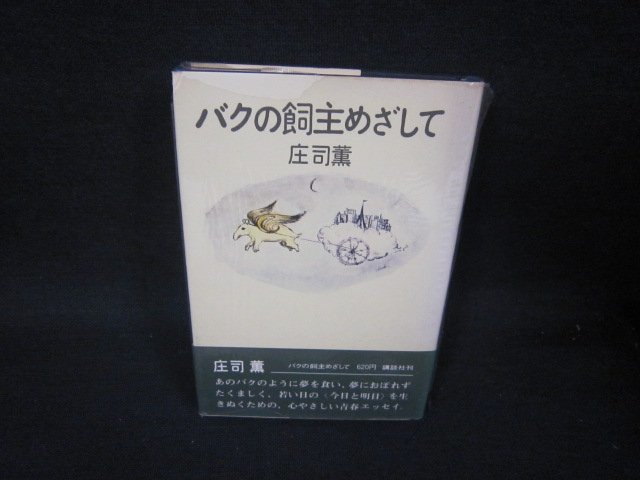 バクの飼主めざして
庄司薫
庄司 薫 バクの飼主めざして 620円 講談社刊
あのバクのように夢を食い、夢におぼれず
たくましく、若い日の〈今日と明日〉を生
きぬくための、心やさしい青春エッセイ.